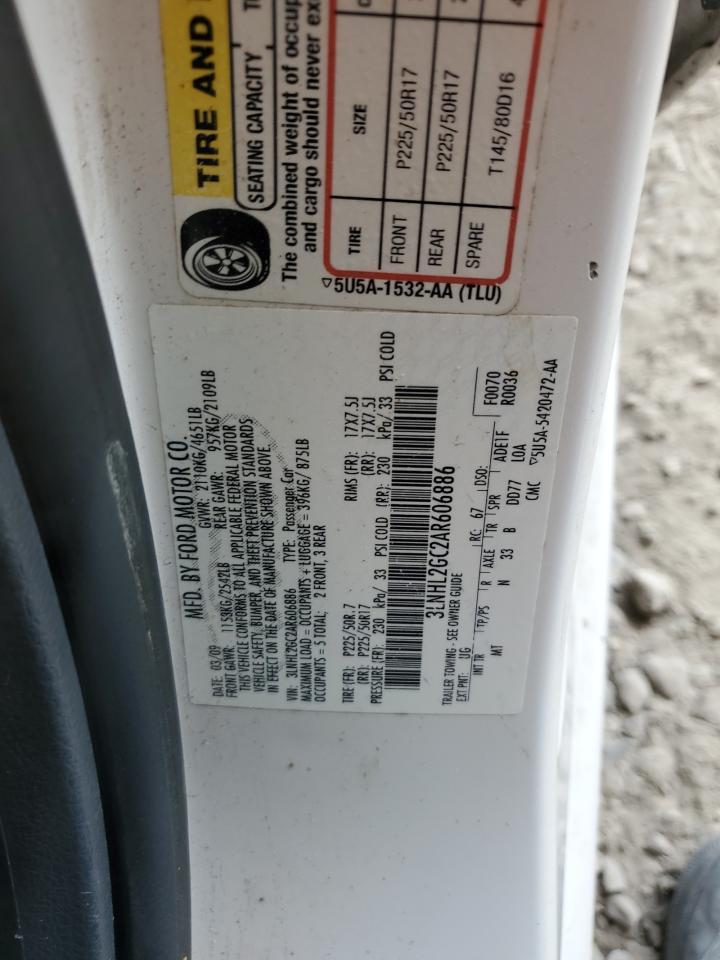 TIRE AND
SEATING CAPACITY
The combined weight of occup
and cargo should never ex
TIRE SIZE
FRONT P225/50R17
REAR P225/50R17
SPARE T145/80D16
5U5A-1532-AA (TLU)
MFD. BY FORD MOTOR CO.
DATE: 03/09 GVWR: 2110KG/4651LB
FRONT GAWR: 1158KG/2542LB REAR GAWR: 957KG/2109LB
THIS VEHICLE CONFORMS TO ALL APPLICABLE FEDERAL MOTOR
VEHICLE SAFETY, BUMPER, AND THEFT PREVENTION STANDARDS
IN EFFECT ON THE DATE OF MANUFACTURE SHOWN ABOVE.
VIN: 3LNHL2GC2AR606886 TYPE: Passenger Car
MAXIMUM LOAD = OCCUPANTS + LUGGAGE = 396KG/ 875LB
OCCUPANTS = 5 TOTAL; 2 FRONT, 3 REAR
TIRE (FR): P225/50R17 RIMS (FR): 17X7.5J
(RR): P225/50R17 (RR): 17X7.5J
PRESSURE (FR): 230 kPa/ 33 PSI COLD (RR): 230 kPa/ 33 PSI COLD
3LNHL2GC2AR606886
TRAILER TOWING - SEE OWNER GUIDE F0070
EXT PNT: UG RC: 67 DSO: R0036
INT TR TP/PS R AXLE TR SPR ADE1F
MT N 33 B DD77 LOA
CMC 5U5A-5420472-AA